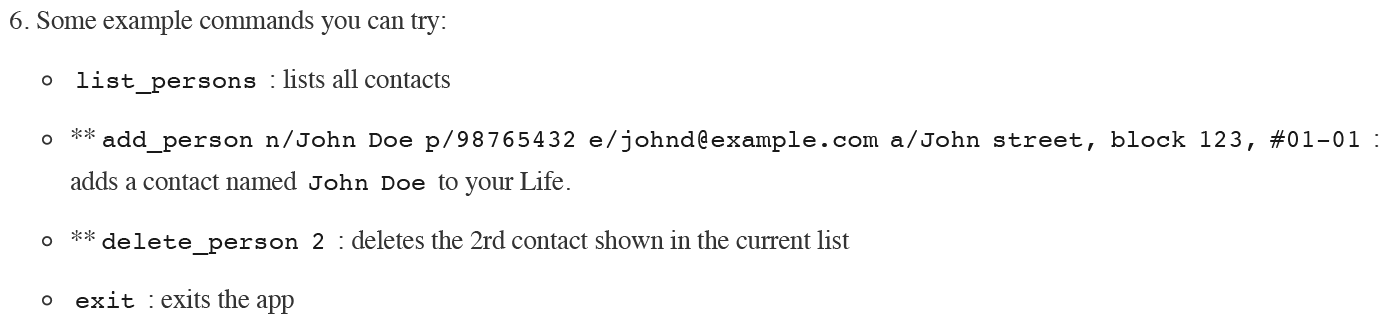 6. Some example commands you can try:
list_persons : lists all contacts
** add_person n/John Doe p/98765432 e/johnd@example.com a/John street, block 123, #01-01 :
adds a contact named John Doe to your Life.
** delete_person 2 : deletes the 2rd contact shown in the current list
exit : exits the app